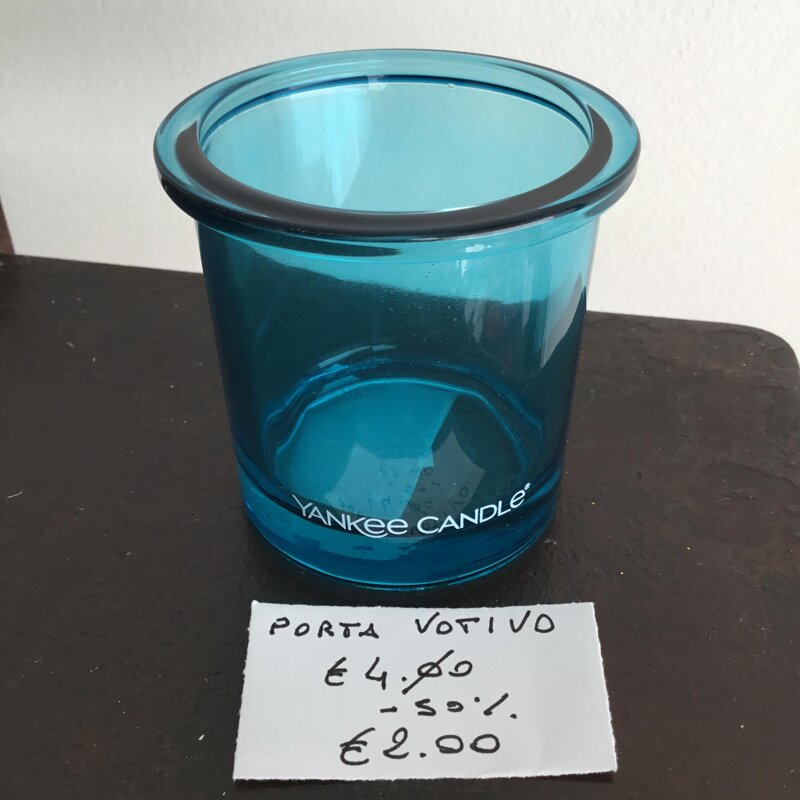 YANKEE CANDLE®
PORTA VOTIVO
€ 4.00
-50%
€ 2.00